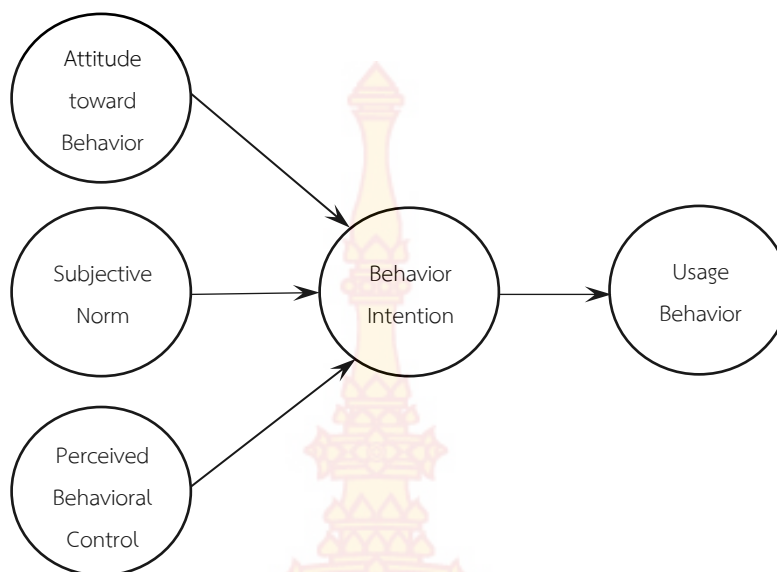 Attitude
toward
Behavior
Subjective
Norm
Perceived
Behavioral
Control
Behavior
Intention
Usage
Behavior